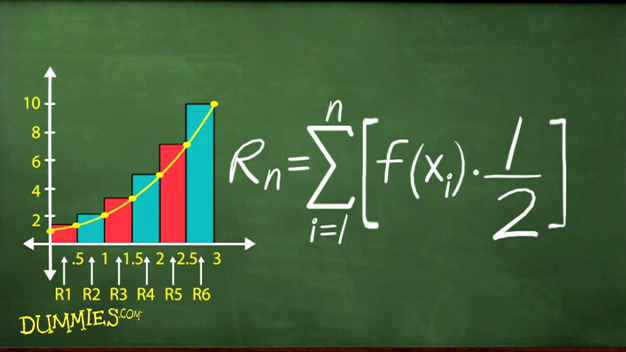 10
8
6
4
2
.5 1 1.5 2 2.5 3
R1 R2 R3 R4 R5 R6
Rn = ∑ n i=1 [f(xi) · 1/2]
DUMMIES.COM